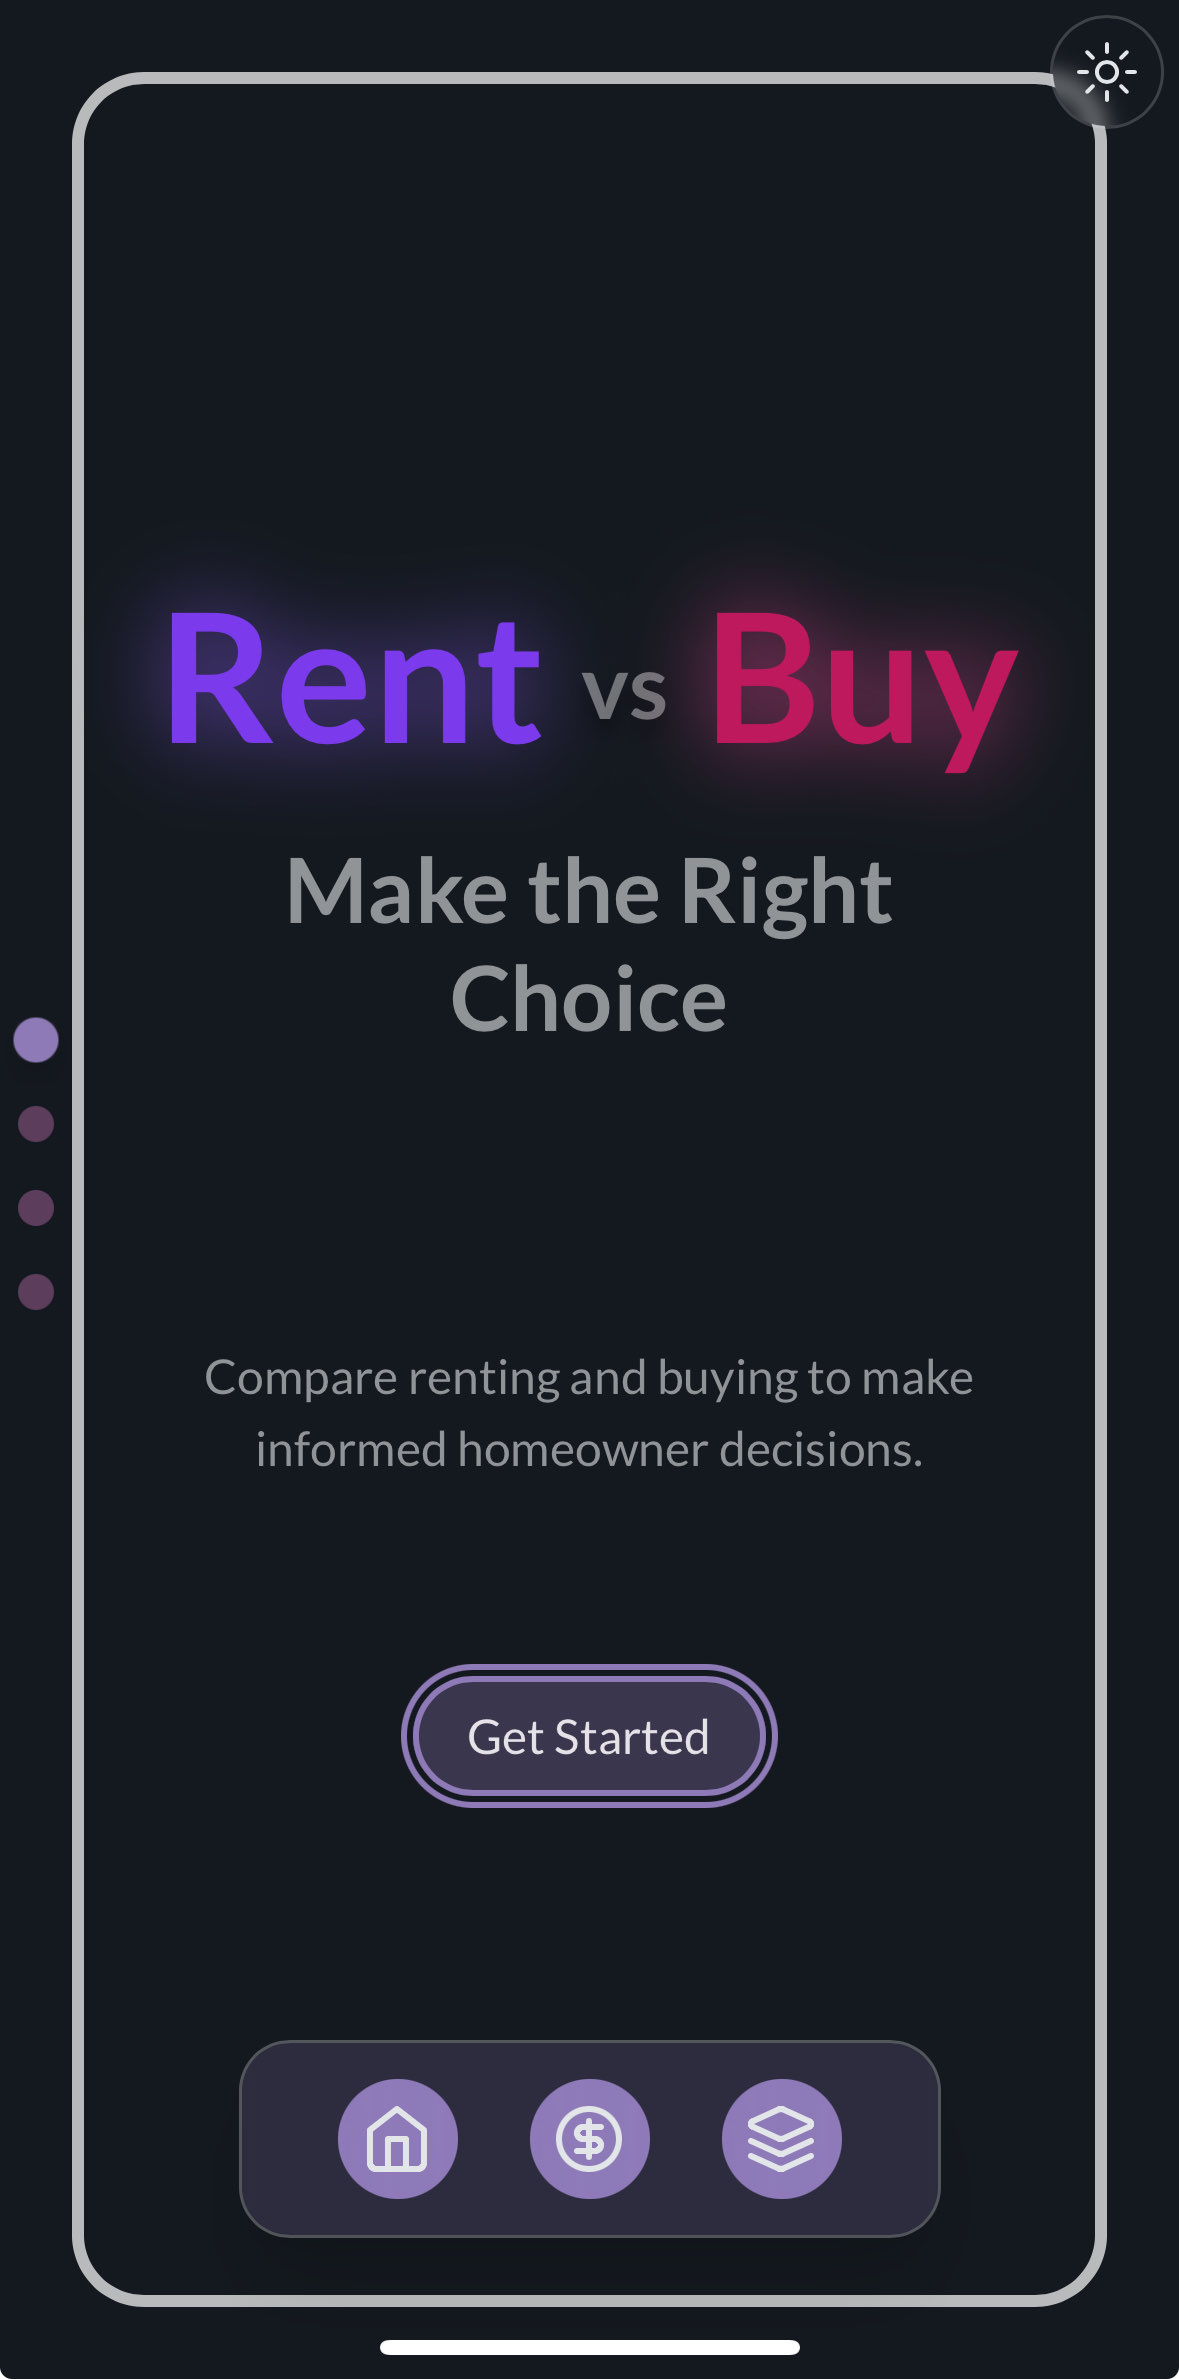 Rent vs Buy
Make the Right
Choice
Compare renting and buying to make
informed homeowner decisions.
Get Started